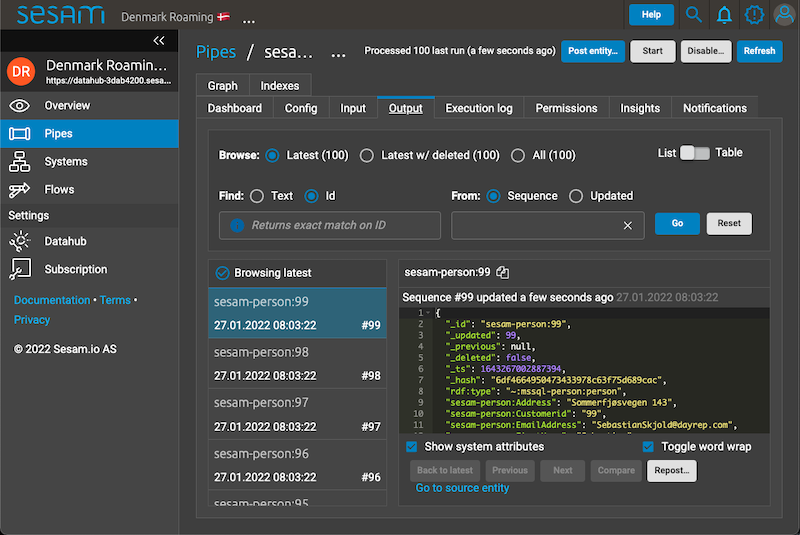 sesam
Denmark Roaming 🇩🇰 ...
Help
DR
Denmark Roamin...
https://datahub-3dab4200.sesa...
Overview
Pipes
Systems
Flows
Settings
Datahub
Subscription
Documentation • Terms •
Privacy
© 2022 Sesam.io AS
Pipes / sesa... ...
Processed 100 last run (a few seconds ago)
Post entity...
Start
Disable...
Refresh
Graph
Indexes
Dashboard
Config
Input
Output
Execution log
Permissions
Insights
Notifications
Browse: Latest (100) Latest w/ deleted (100) All (100)
List Table
Find: Text Id
From: Sequence Updated
Returns exact match on ID
Go
Reset
Browsing latest
sesam-person:99
27.01.2022 08:03:22 #99
sesam-person:98
27.01.2022 08:03:22 #98
sesam-person:97
27.01.2022 08:03:22 #97
sesam-person:96
27.01.2022 08:03:22 #96
sesam-person:95
sesam-person:99
Sequence #99 updated a few seconds ago 27.01.2022 08:03:22
1 {
2 "_id": "sesam-person:99",
3 "_updated": 99,
4 "_previous": null,
5 "_deleted": false,
6 "_ts": 1643267002887394,
7 "_hash": "6df4664950473433978c63f75d689cac",
8 "rdf:type": "~:mssql-person:person",
9 "sesam-person:Address": "Sommerfjøsvegen 143",
10 "sesam-person:Customerid": "99",
11 "sesam-person:EmailAddress": "SebastianSkjold@dayrep.com",
Show system attributes
Toggle word wrap
Back to latest
Previous
Next
Compare
Repost...
Go to source entity